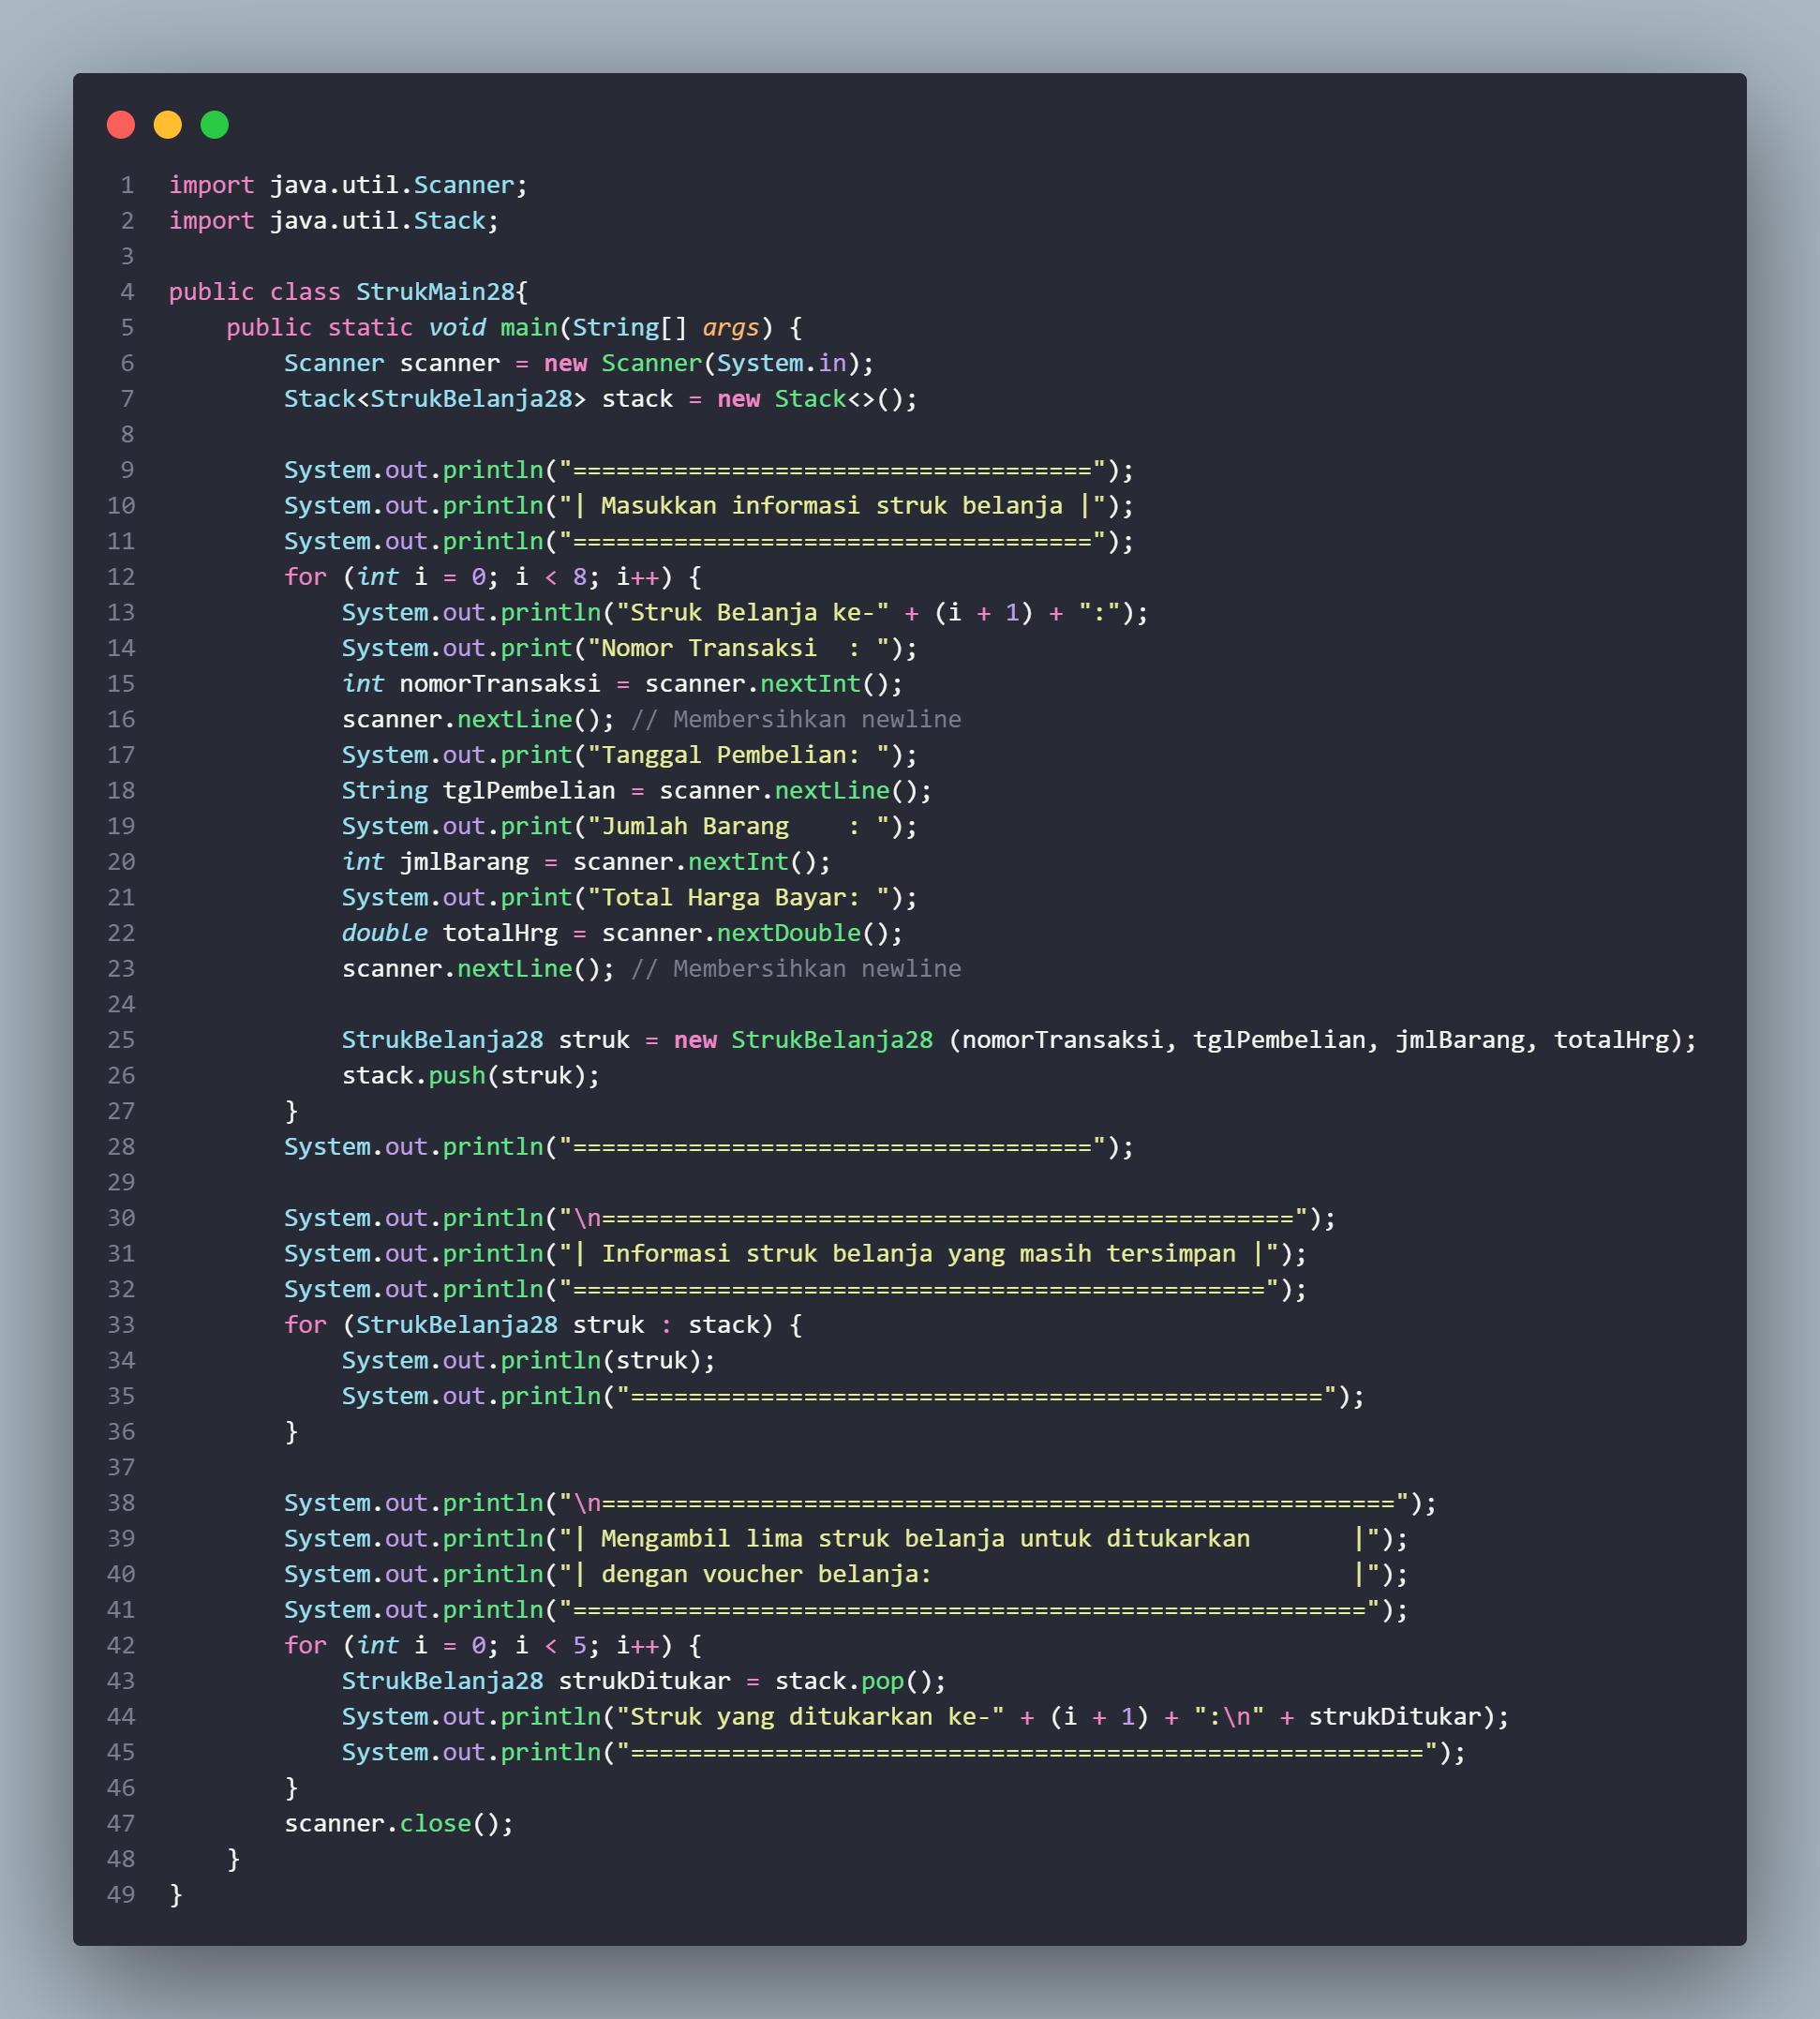 1 import java.util.Scanner;
2 import java.util.Stack;
3
4 public class StrukMain28{
5     public static void main(String[] args) {
6         Scanner scanner = new Scanner(System.in);
7         Stack<StrukBelanja28> stack = new Stack<>();
8
9         System.out.println("====================================");
10         System.out.println("| Masukkan informasi struk belanja |");
11         System.out.println("====================================");
12         for (int i = 0; i < 8; i++) {
13             System.out.println("Struk Belanja ke-" + (i + 1) + ":");
14             System.out.print("Nomor Transaksi  : ");
15             int nomorTransaksi = scanner.nextInt();
16             scanner.nextLine(); // Membersihkan newline
17             System.out.print("Tanggal Pembelian: ");
18             String tglPembelian = scanner.nextLine();
19             System.out.print("Jumlah Barang    : ");
20             int jmlBarang = scanner.nextInt();
21             System.out.print("Total Harga Bayar: ");
22             double totalHrg = scanner.nextDouble();
23             scanner.nextLine(); // Membersihkan newline
24
25             StrukBelanja28 struk = new StrukBelanja28 (nomorTransaksi, tglPembelian, jmlBarang, totalHrg);
26             stack.push(struk);
27         }
28         System.out.println("====================================");
29
30         System.out.println("\n================================================");
31         System.out.println("| Informasi struk belanja yang masih tersimpan |");
32         System.out.println("================================================");
33         for (StrukBelanja28 struk : stack) {
34             System.out.println(struk);
35             System.out.println("================================================");
36         }
37
38         System.out.println("\n=======================================================");
39         System.out.println("| Mengambil lima struk belanja untuk ditukarkan       |");
40         System.out.println("| dengan voucher belanja:                             |");
41         System.out.println("=======================================================");
42         for (int i = 0; i < 5; i++) {
43             StrukBelanja28 strukDitukar = stack.pop();
44             System.out.println("Struk yang ditukarkan ke-" + (i + 1) + ":\n" + strukDitukar);
45             System.out.println("=======================================================");
46         }
47         scanner.close();
48     }
49 }